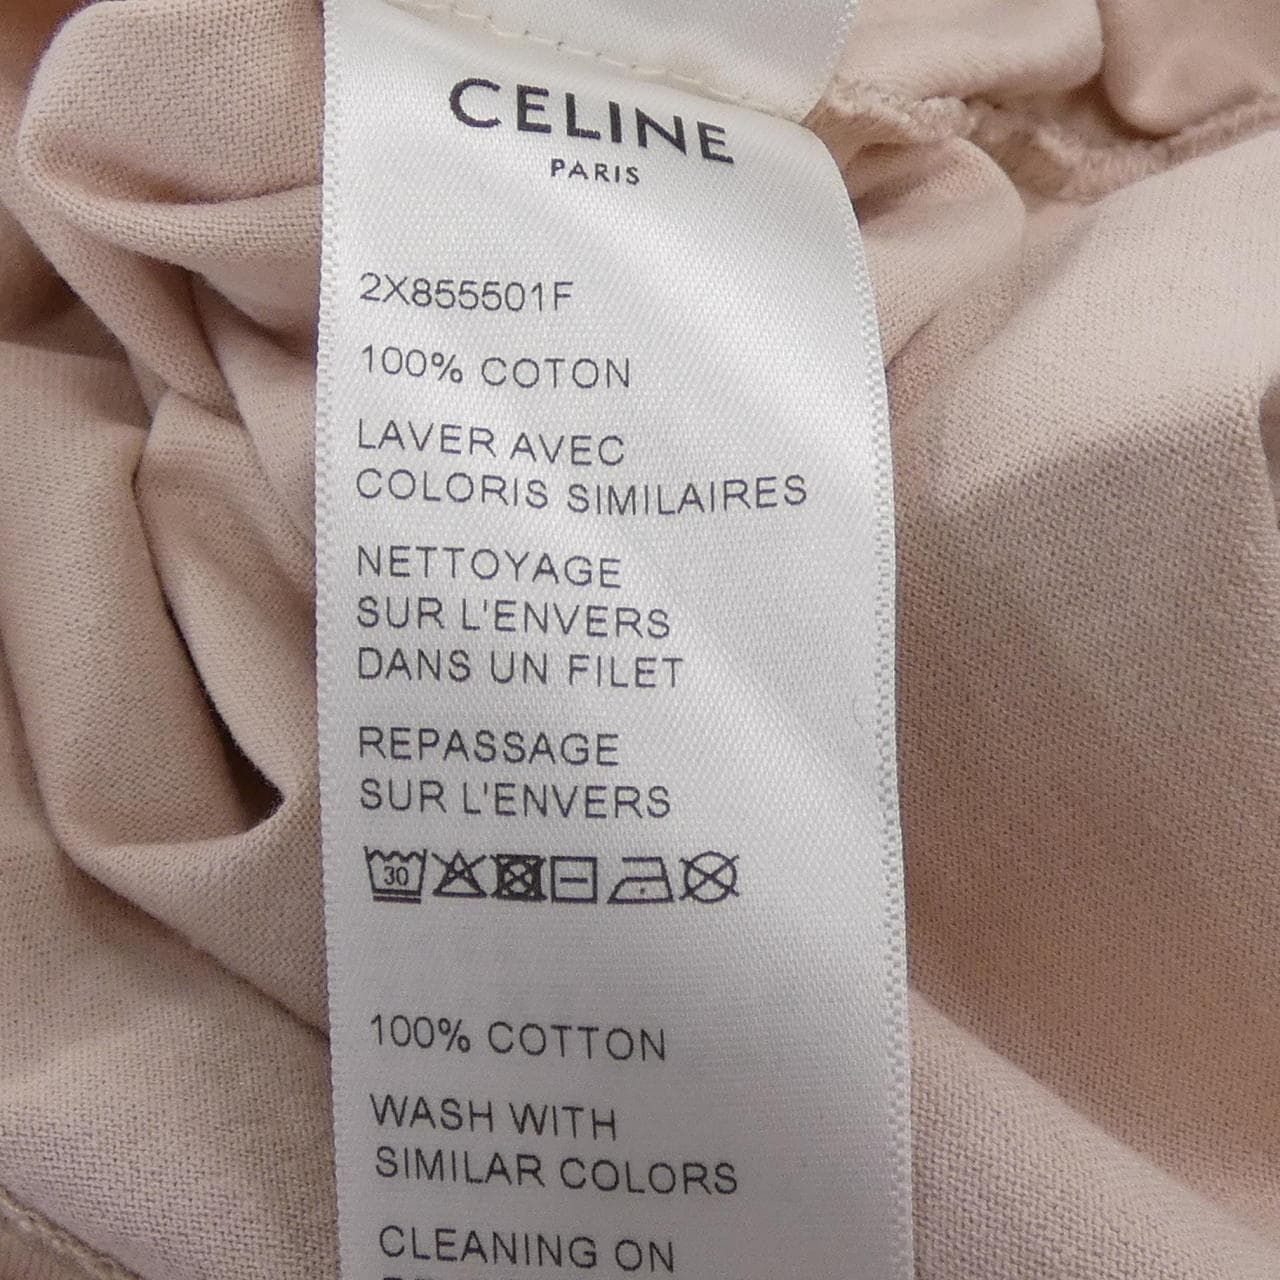 CELINE
PARIS
2X855501F
100% COTON
LAVER AVEC
COLORIS SIMILAIRES
NETTOYAGE
SUR L'ENVERS
DANS UN FILET
REPASSAGE
SUR L'ENVERS
30
100% COTTON
WASH WITH
SIMILAR COLORS
CLEANING ON